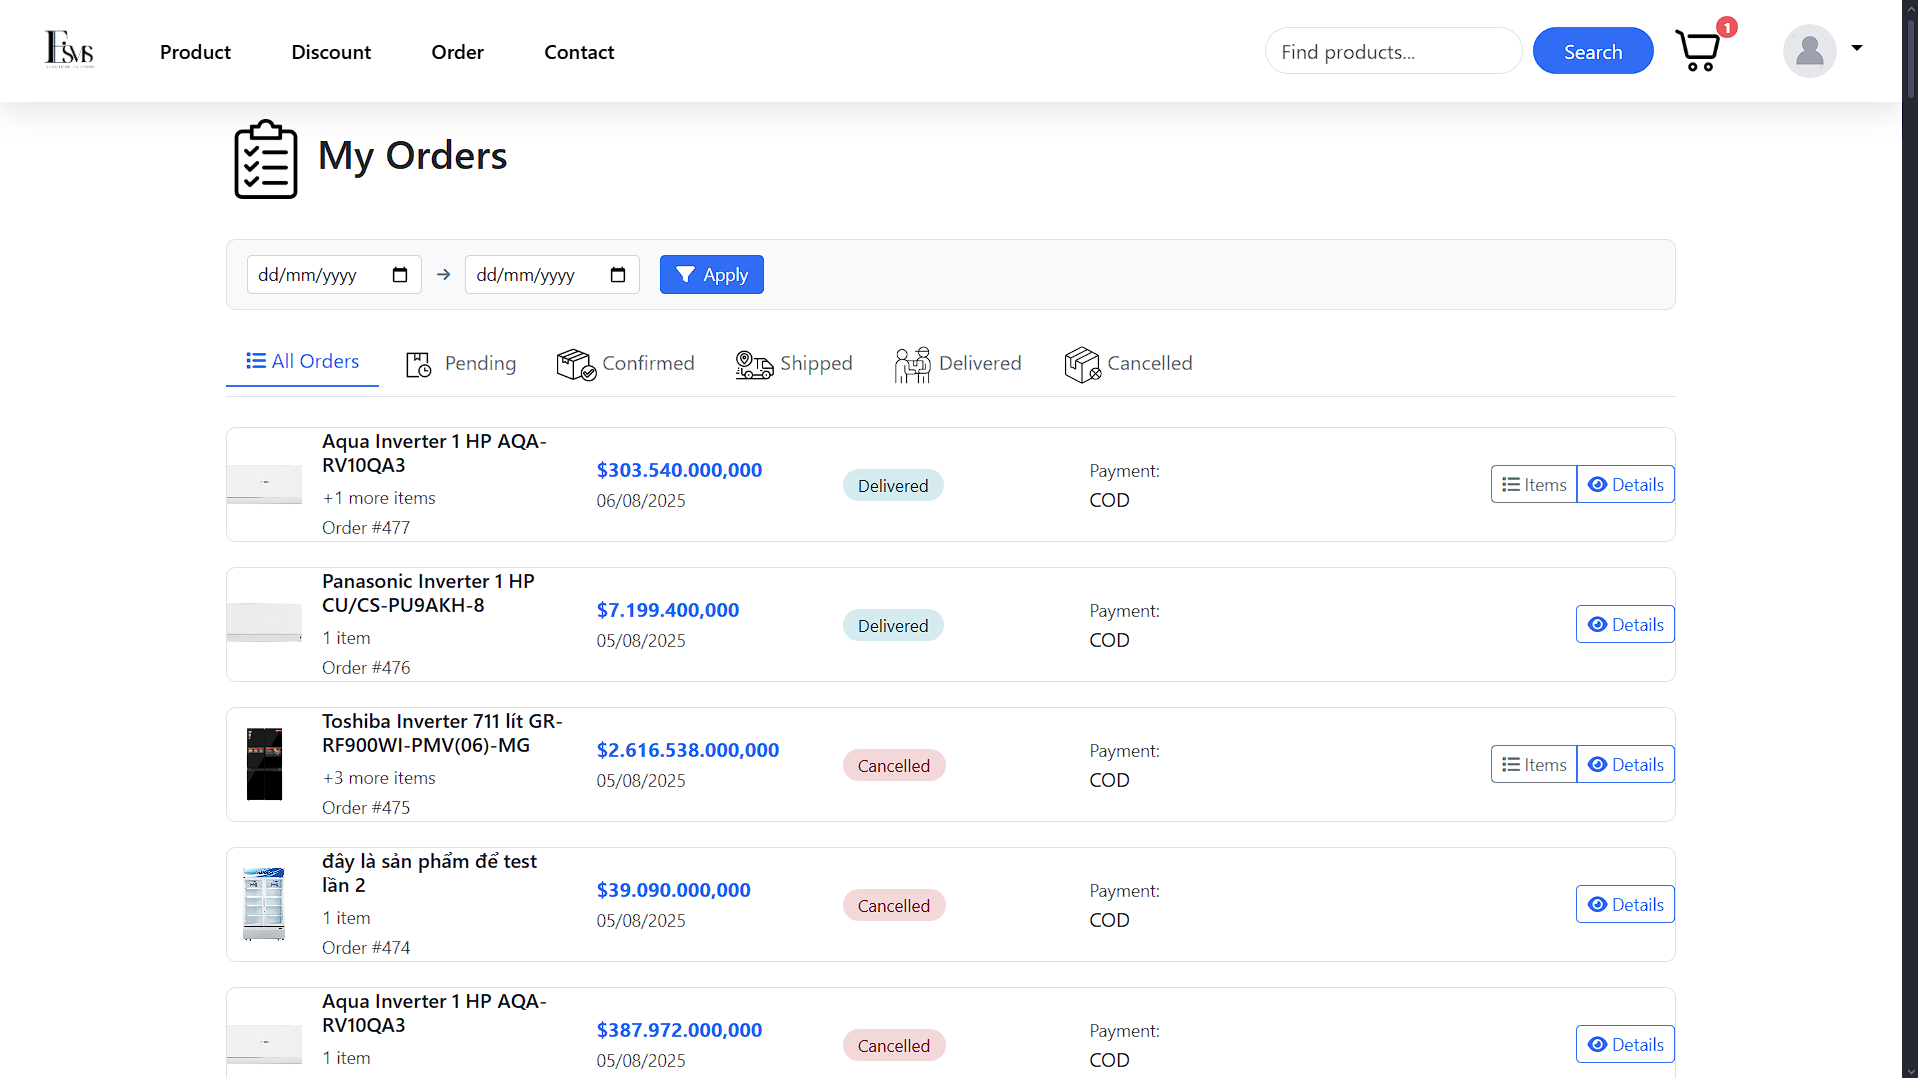 ESMS
Product
Discount
Order
Contact
Find products...
Search
1
My Orders
dd/mm/yyyy
dd/mm/yyyy
Apply
All Orders
Pending
Confirmed
Shipped
Delivered
Cancelled
Aqua Inverter 1 HP AQA-
RV10QA3
+1 more items
Order #477
$303.540.000,000
06/08/2025
Delivered
Payment:
COD
Items
Details
Panasonic Inverter 1 HP
CU/CS-PU9AKH-8
1 item
Order #476
$7.199.400,000
05/08/2025
Delivered
Payment:
COD
Details
Toshiba Inverter 711 lít GR-
RF900WI-PMV(06)-MG
+3 more items
Order #475
$2.616.538.000,000
05/08/2025
Cancelled
Payment:
COD
Items
Details
đây là sản phẩm để test
lần 2
1 item
Order #474
$39.090.000,000
05/08/2025
Cancelled
Payment:
COD
Details
Aqua Inverter 1 HP AQA-
RV10QA3
1 item
$387.972.000,000
05/08/2025
Cancelled
Payment:
COD
Details